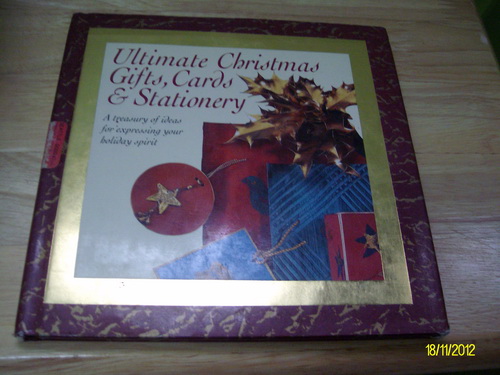 Ultimate Christmas
Gifts, Cards
& Stationery
A treasury of ideas
for expressing your
holiday spirit
18/11/2012